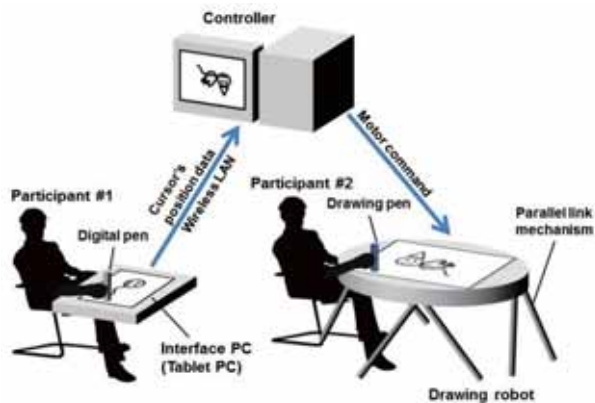 Controller
Cursor's
position data
Wireless LAN
Motor command
Participant #1
Digital pen
Participant #2
Drawing pen
Parallel link
mechanism
Interface PC
(Tablet PC)
Drawing robot